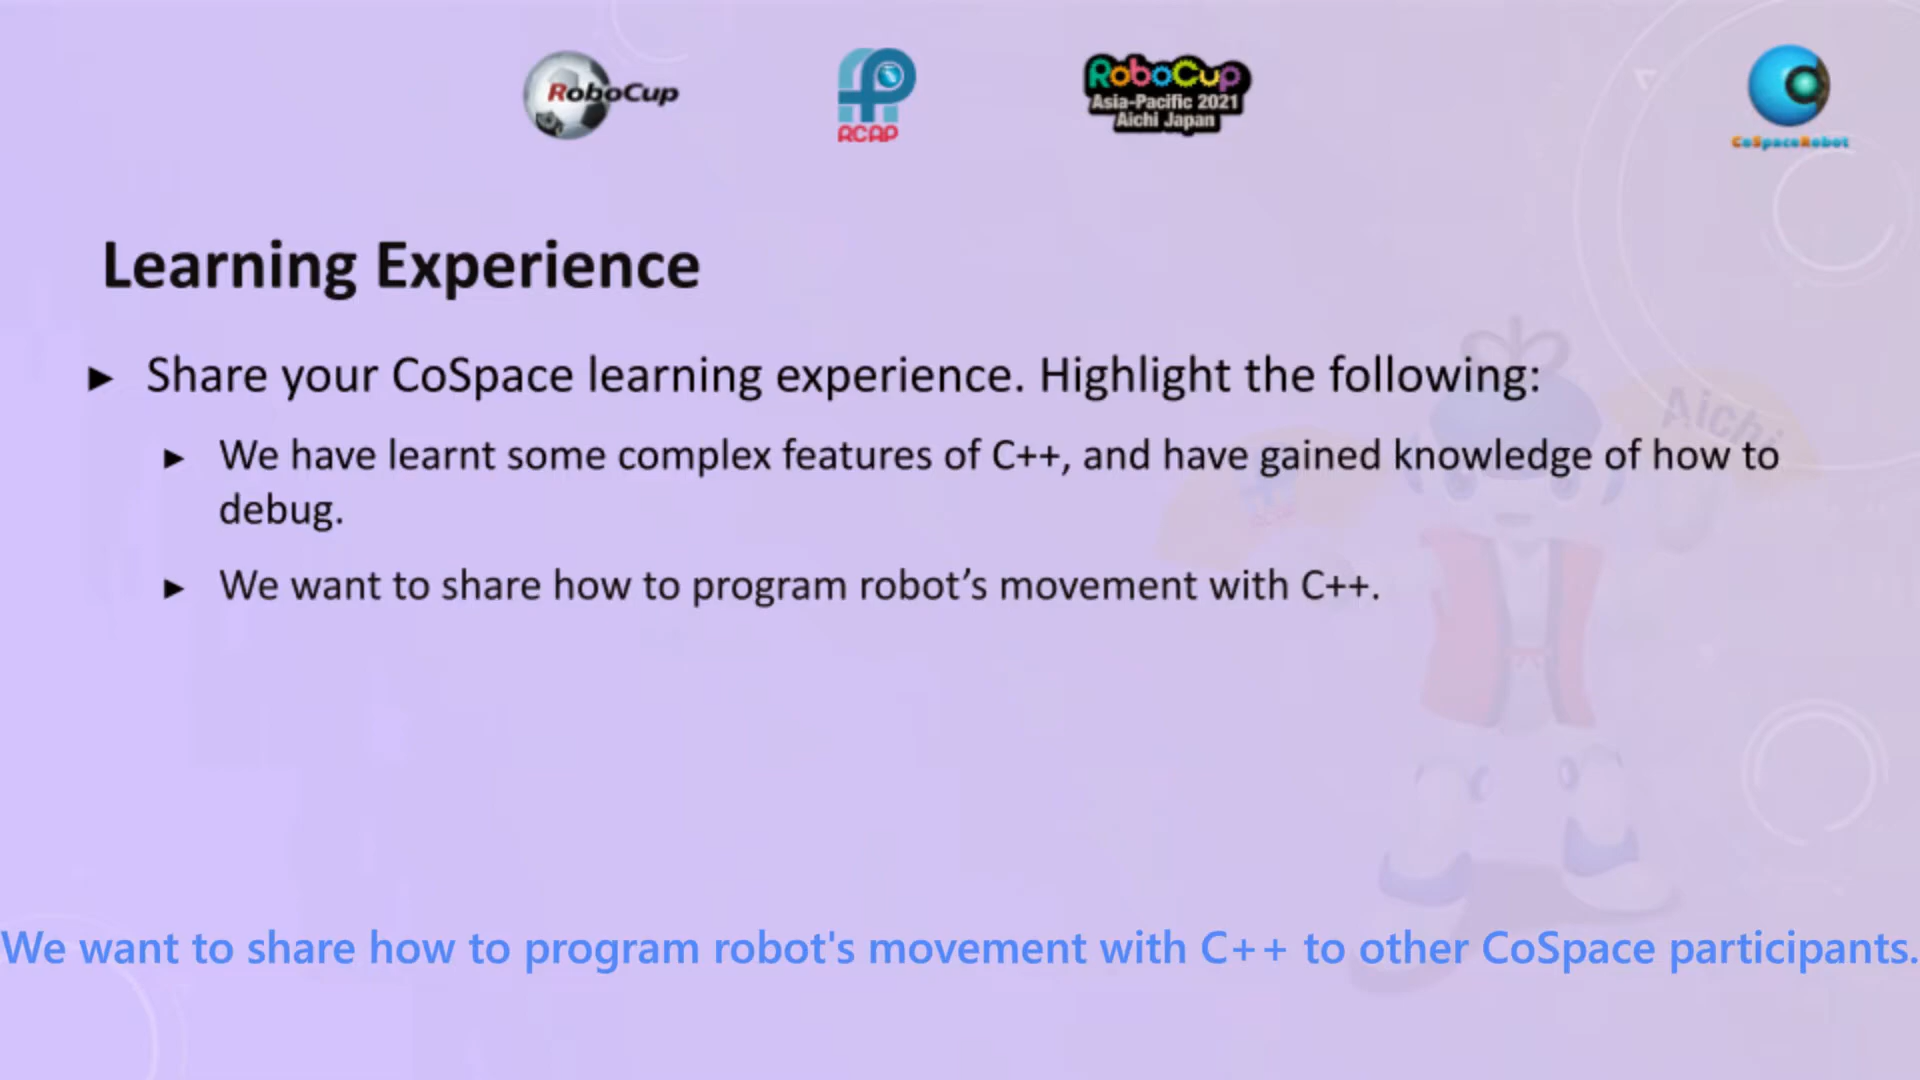 RoboCup
RCAP
RoboCup
Asia-Pacific 2021
Aichi Japan
CoSpaceRobot
Learning Experience
Share your CoSpace learning experience. Highlight the following:
Aichi
We have learnt some complex features of C++, and have gained knowledge of how to
debug.
We want to share how to program robot’s movement with C++.
We want to share how to program robot's movement with C++ to other CoSpace participants.